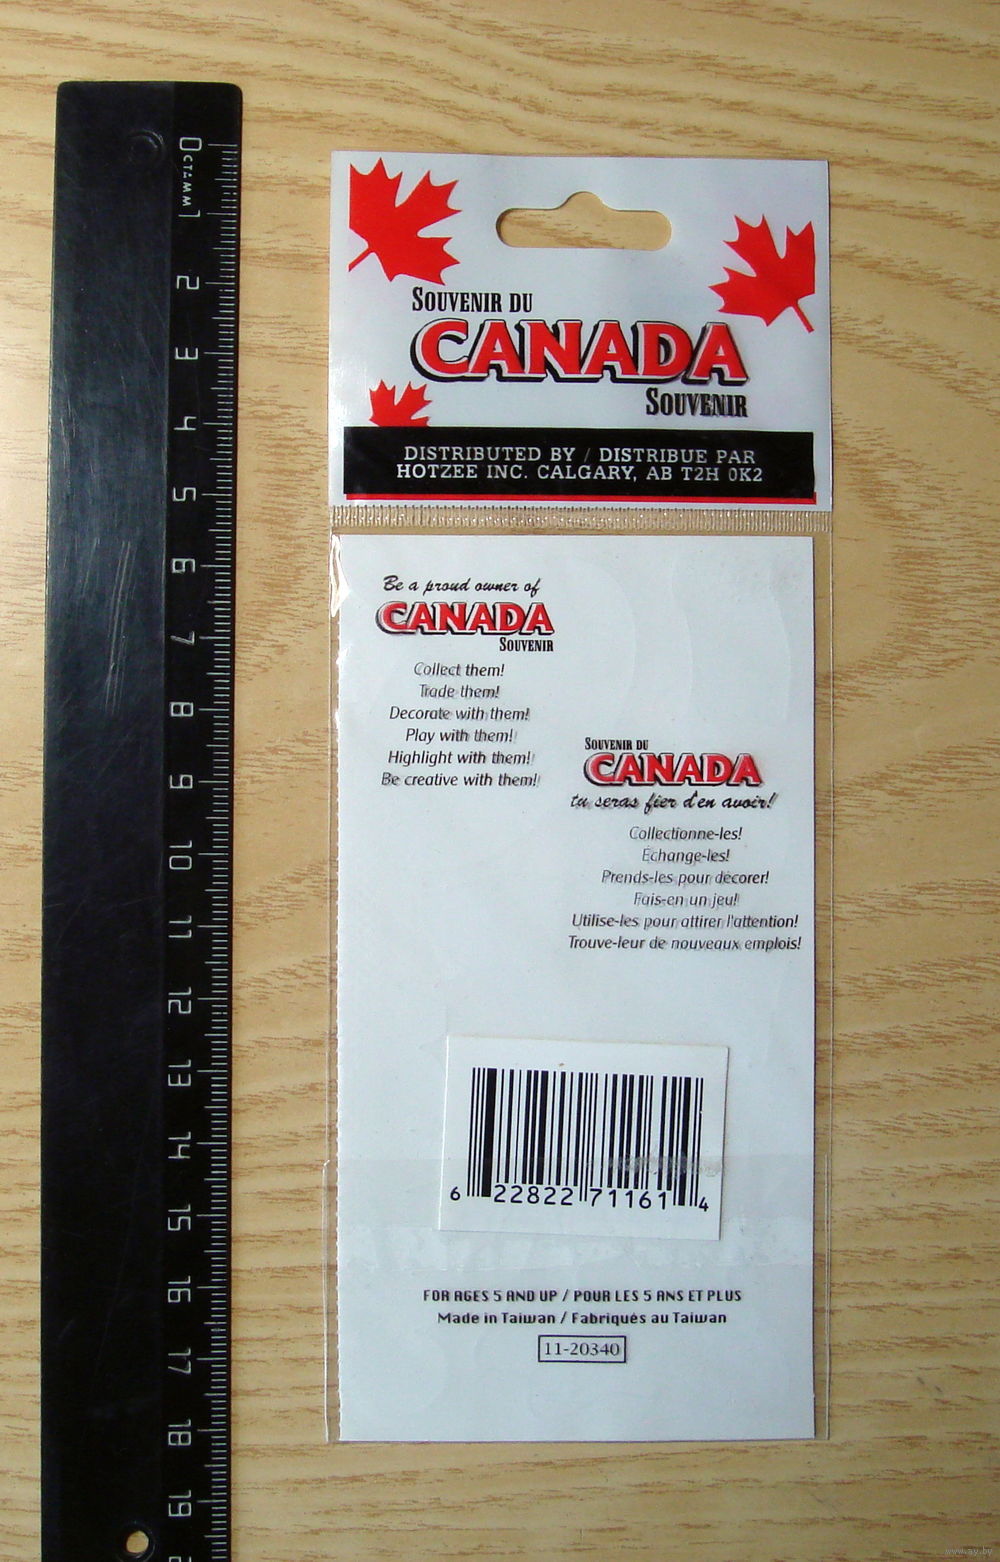 0
1
2
3
4
5
6
7
8
9
10
11
12
13
14
15
16
17
18
19
SOUVENIR DU
CANADA
SOUVENIR
DISTRIBUTED BY / DISTRIBUE PAR
HOTZEE INC. CALGARY, AB T2H 0K2
Be a proud owner of
CANADA
SOUVENIR
Collect them!
Trade them!
Decorate with them!
Play with them!
Highlight with them!
Be creative with them!
SOUVENIR DU
CANADA
tu seras fier d'en avoir!
Collectionne-les!
Échange-les!
Prends-les pour décorer!
Fais-en un jeu!
Utilise-les pour attirer l'attention!
Trouve-leur de nouveaux emplois!
6 22822 71161 4
FOR AGES 5 AND UP / POUR LES 5 ANS ET PLUS
Made in Taiwan / Fabriqués au Taiwan
11-20340
www.ay.by